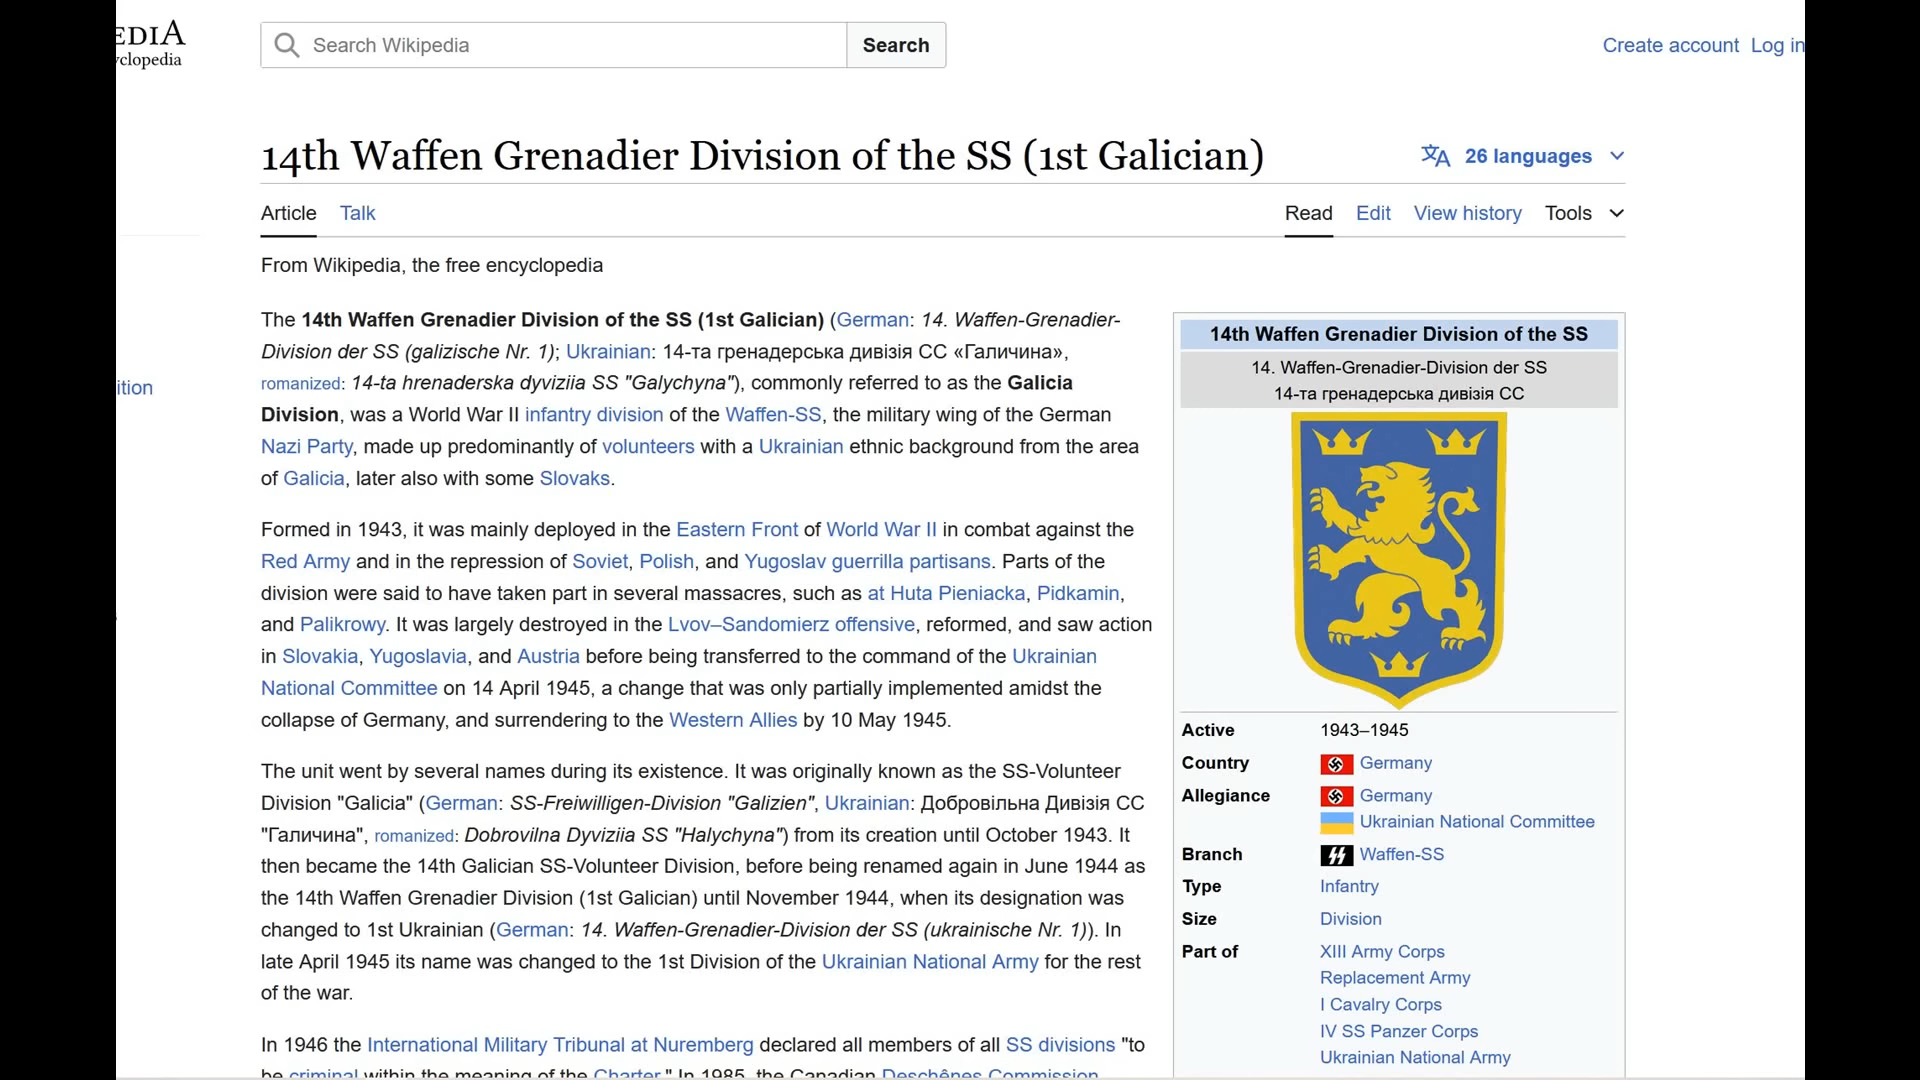 EDIA
yclopedia
Search Wikipedia
Search
Create account Log in
14th Waffen Grenadier Division of the SS (1st Galician)
26 languages
Article Talk
Read Edit View history Tools
From Wikipedia, the free encyclopedia
ition
The 14th Waffen Grenadier Division of the SS (1st Galician) (German: 14. Waffen-Grenadier-
Division der SS (galizische Nr. 1); Ukrainian: 14-та гренадерська дивізія СС «Галичина»,
romanized: 14-ta hrenaderska dyviziia SS "Galychyna"), commonly referred to as the Galicia
Division, was a World War II infantry division of the Waffen-SS, the military wing of the German
Nazi Party, made up predominantly of volunteers with a Ukrainian ethnic background from the area
of Galicia, later also with some Slovaks.
Formed in 1943, it was mainly deployed in the Eastern Front of World War II in combat against the
Red Army and in the repression of Soviet, Polish, and Yugoslav guerrilla partisans. Parts of the
division were said to have taken part in several massacres, such as at Huta Pieniacka, Pidkamin,
and Palikrowy. It was largely destroyed in the Lvov–Sandomierz offensive, reformed, and saw action
in Slovakia, Yugoslavia, and Austria before being transferred to the command of the Ukrainian
National Committee on 14 April 1945, a change that was only partially implemented amidst the
collapse of Germany, and surrendering to the Western Allies by 10 May 1945.
The unit went by several names during its existence. It was originally known as the SS-Volunteer
Division "Galicia" (German: SS-Freiwilligen-Division "Galizien", Ukrainian: Добровільна Дивізія СС
"Галичина", romanized: Dobrovilna Dyviziia SS "Halychyna") from its creation until October 1943. It
then became the 14th Galician SS-Volunteer Division, before being renamed again in June 1944 as
the 14th Waffen Grenadier Division (1st Galician) until November 1944, when its designation was
changed to 1st Ukrainian (German: 14. Waffen-Grenadier-Division der SS (ukrainische Nr. 1)). In
late April 1945 its name was changed to the 1st Division of the Ukrainian National Army for the rest
of the war.
In 1946 the International Military Tribunal at Nuremberg declared all members of all SS divisions "to
be criminal within the meaning of the Charter." In 1985, the Canadian Deschênes Commission
14th Waffen Grenadier Division of the SS
14. Waffen-Grenadier-Division der SS
14-та гренадерська дивізія СС
Active 1943–1945
Country Germany
Allegiance Germany
Ukrainian National Committee
Branch Waffen-SS
Type Infantry
Size Division
Part of XIII Army Corps
Replacement Army
I Cavalry Corps
IV SS Panzer Corps
Ukrainian National Army